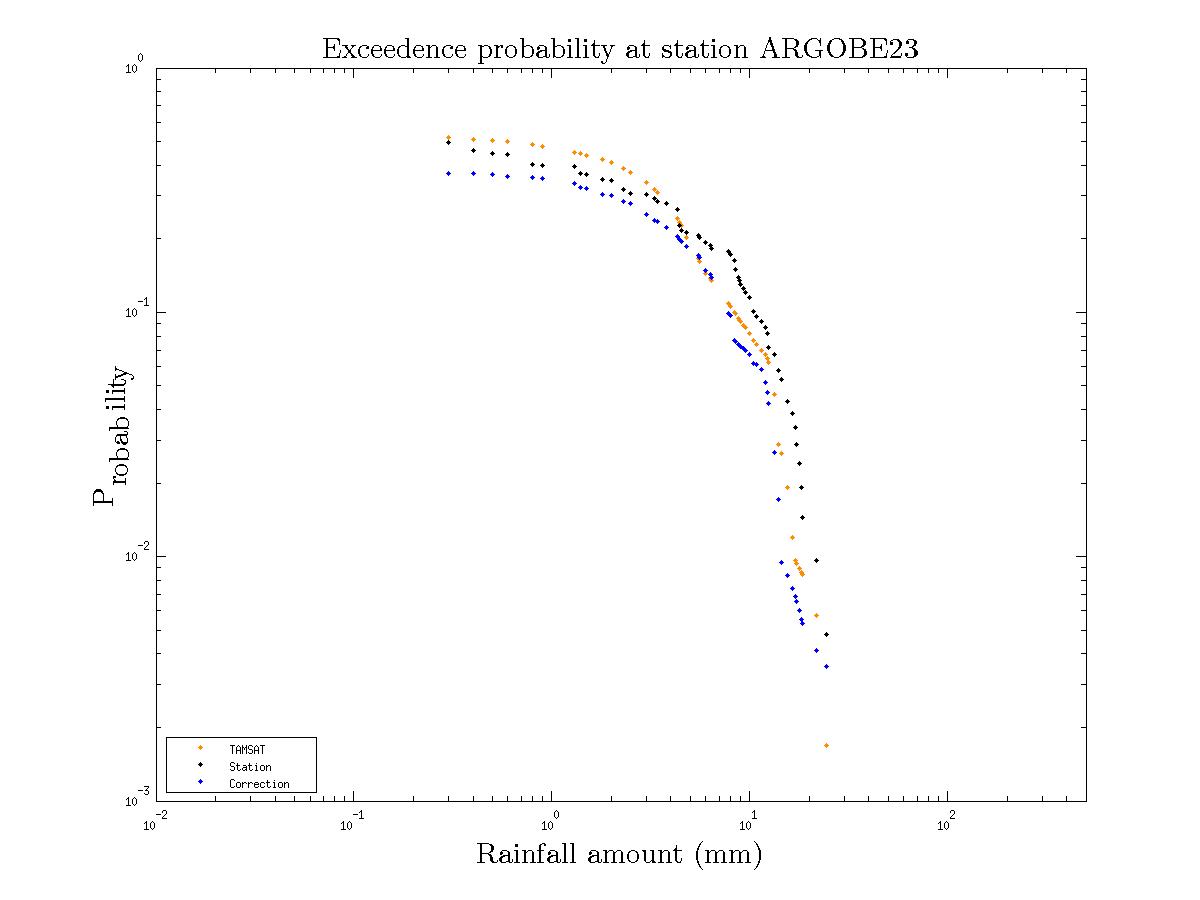 Exceedence probability at station ARGOBE23
10^0
10^-1
10^-2
10^-3
Probability
TAMSAT
Station
Correction
10^-2 10^-1 10^0 10^1 10^2
Rainfall amount (mm)